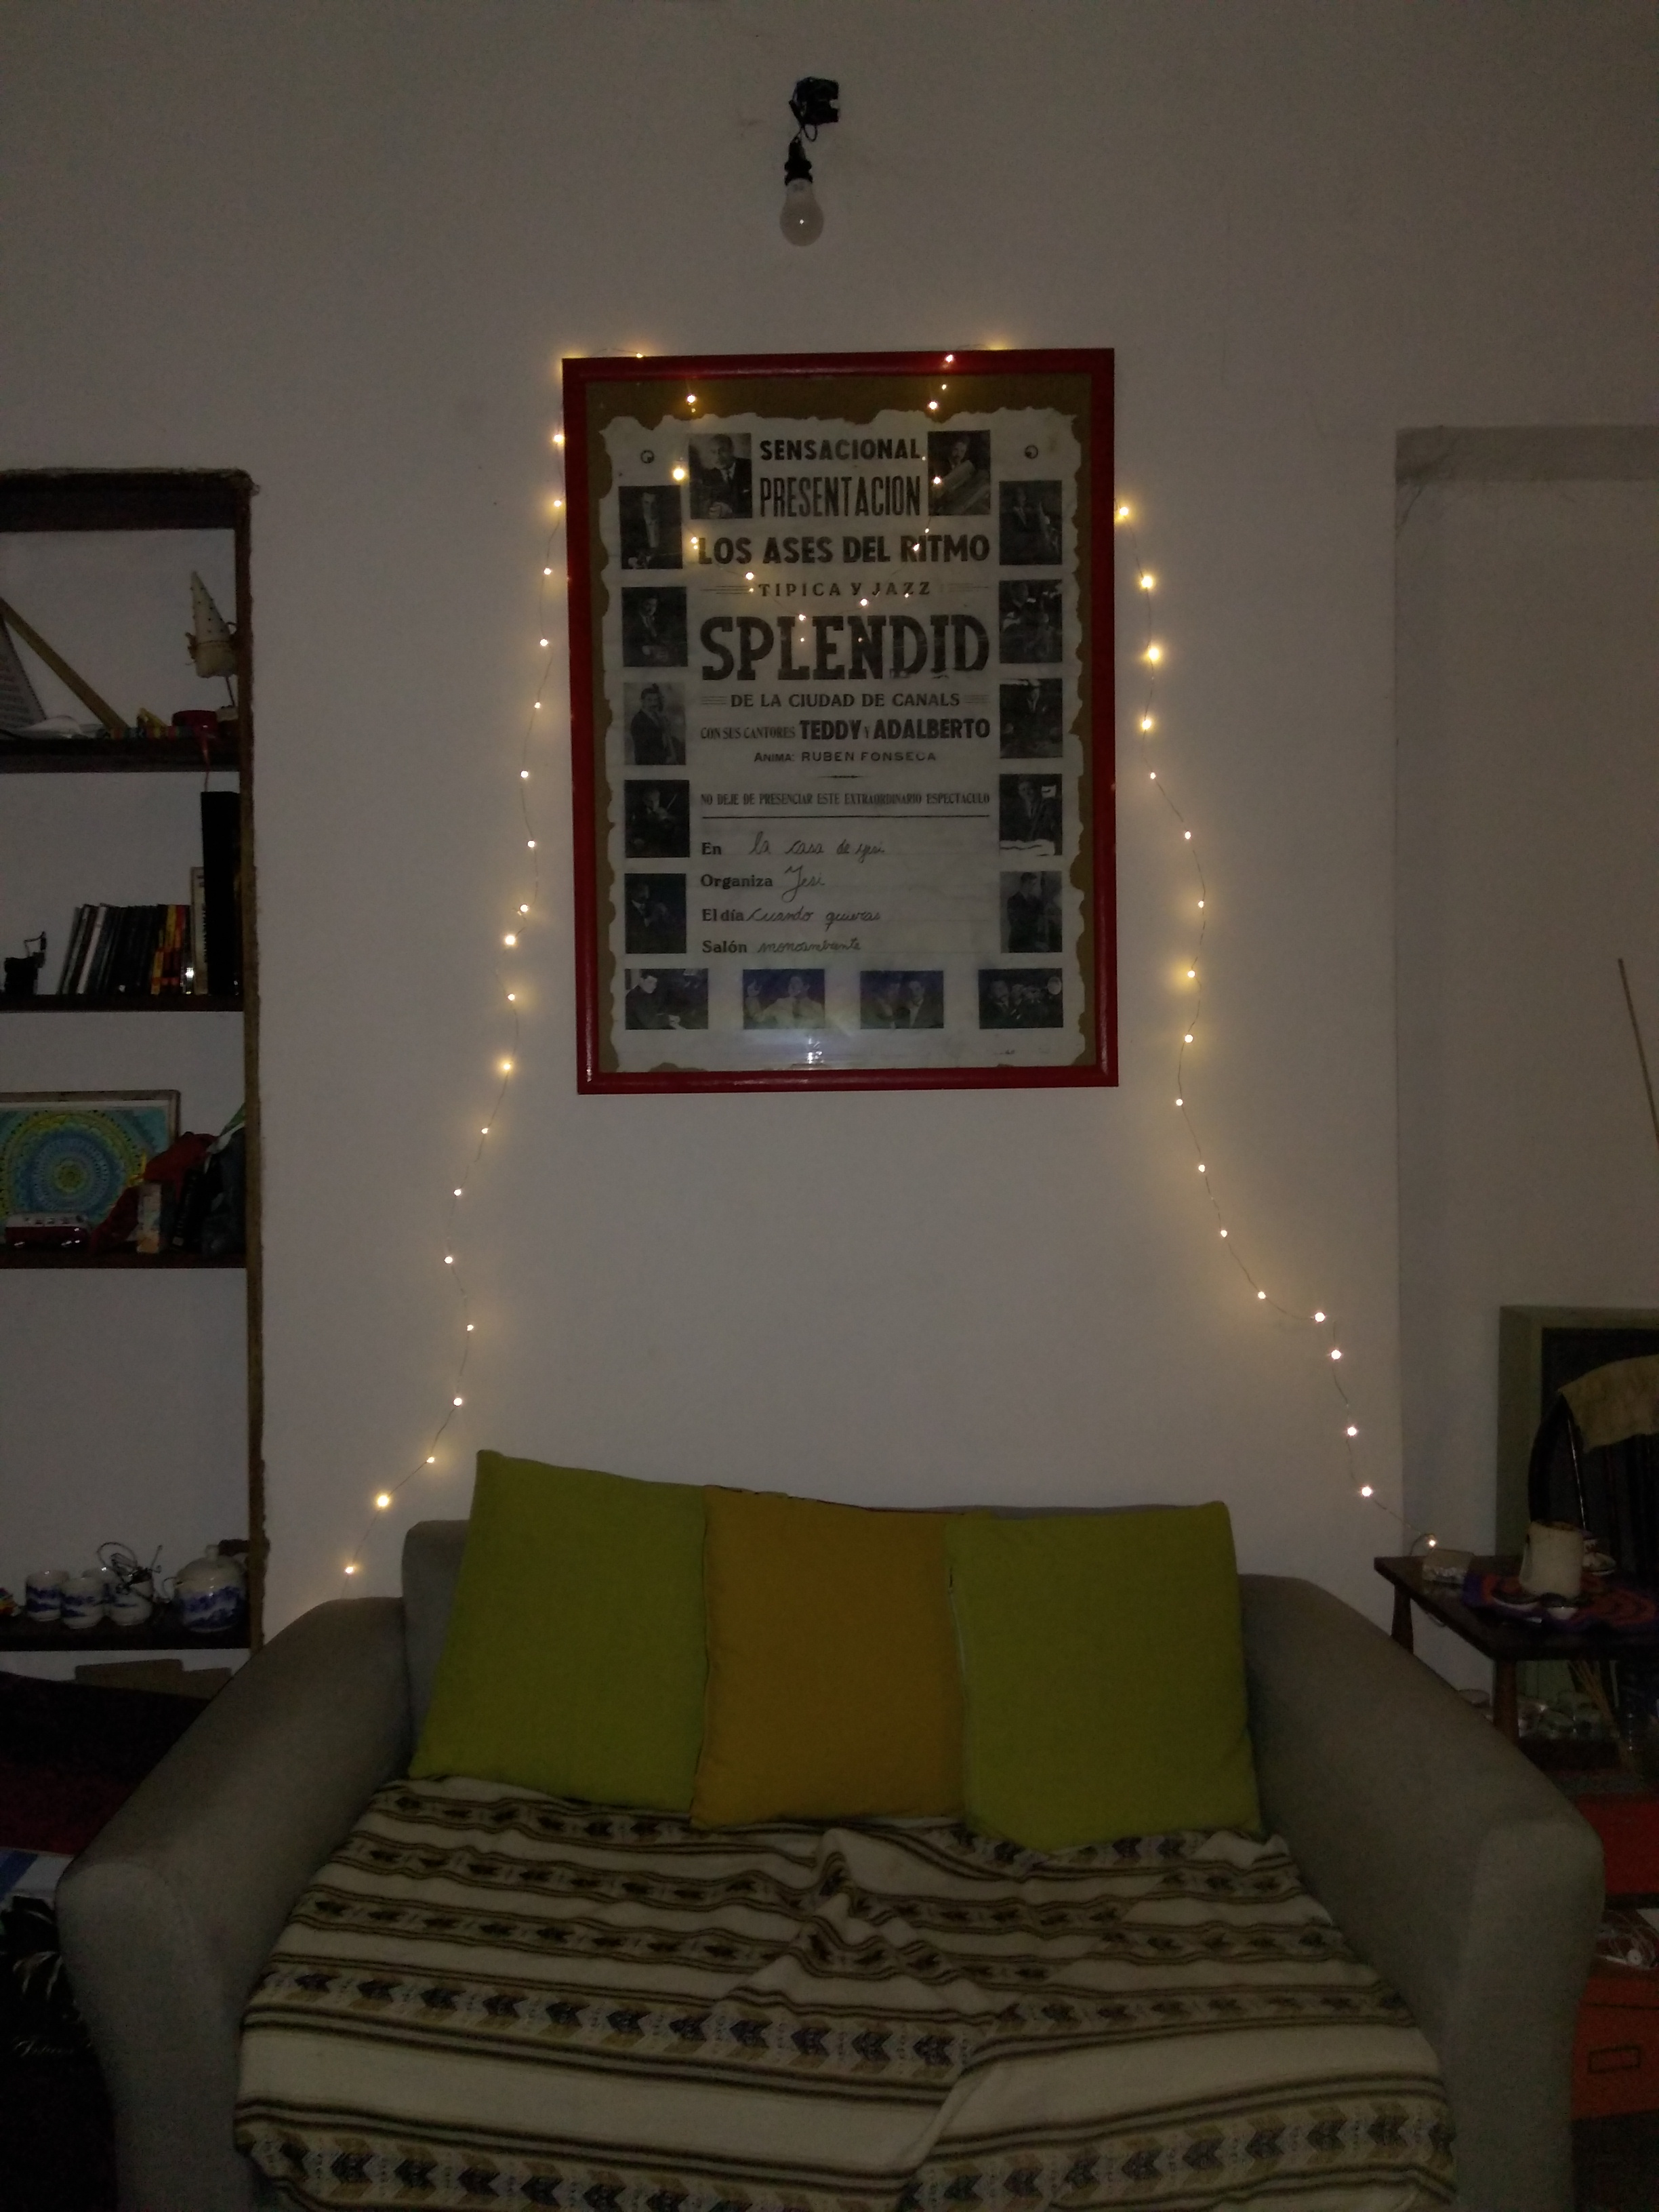 SENSACIONAL
PRESENTACION
LOS ASES DEL RITMO
TIPICA Y JAZZ
SPLENDID
DE LA CIUDAD DE CANALS
CON SUS CANTORES TEDDY Y ADALBERTO
ANIMA: RUBEN FONSECA
NO DEJE DE PRESENCIAR ESTE EXTRAORDINARIO ESPECTACULO
En la casa de yesi
Organiza Yesi
El día Cuando quieras
Salón monoambiente